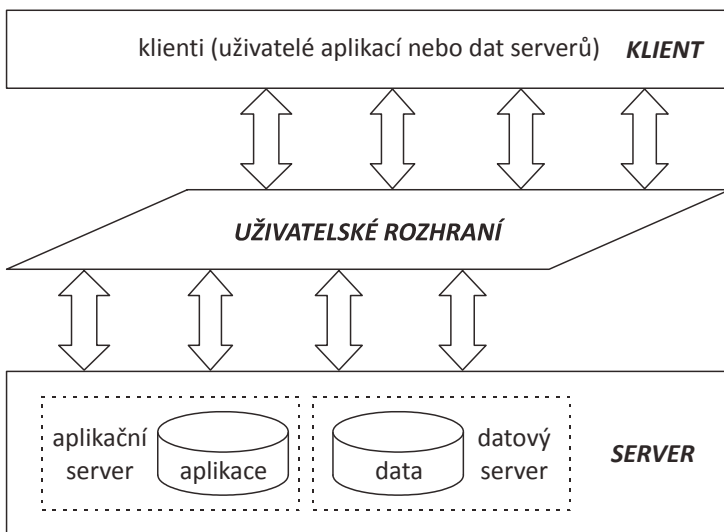 klienti (uživatelé aplikací nebo dat serverů) KLIENT
UŽIVATELSKÉ ROZHRANÍ
aplikační
server
aplikace
data
datový
server
SERVER